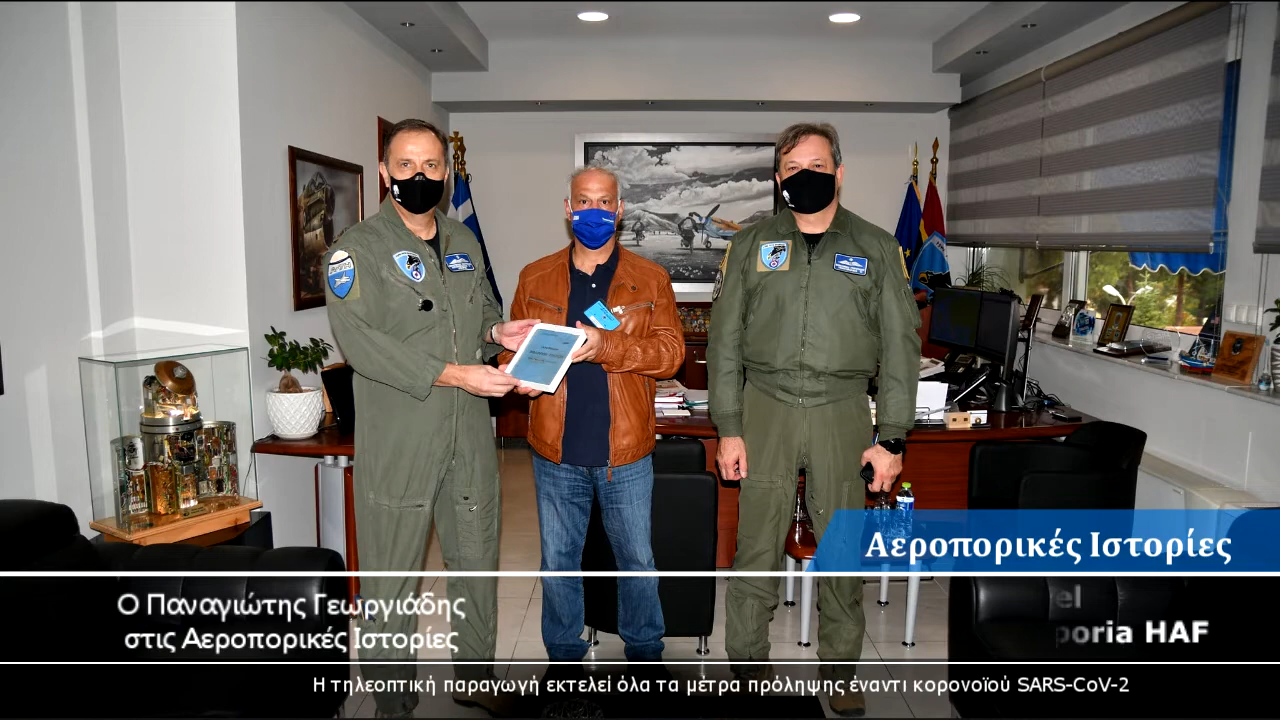 Αεροπορικές Ιστορίες
Ο Παναγιώτης Γεωργιάδης
στις Αεροπορικές Ιστορίες
el
poria HAF
Η τηλεοπτική παραγωγή εκτελεί όλα τα μέτρα πρόληψης έναντι κορονοϊού SARS-CoV-2